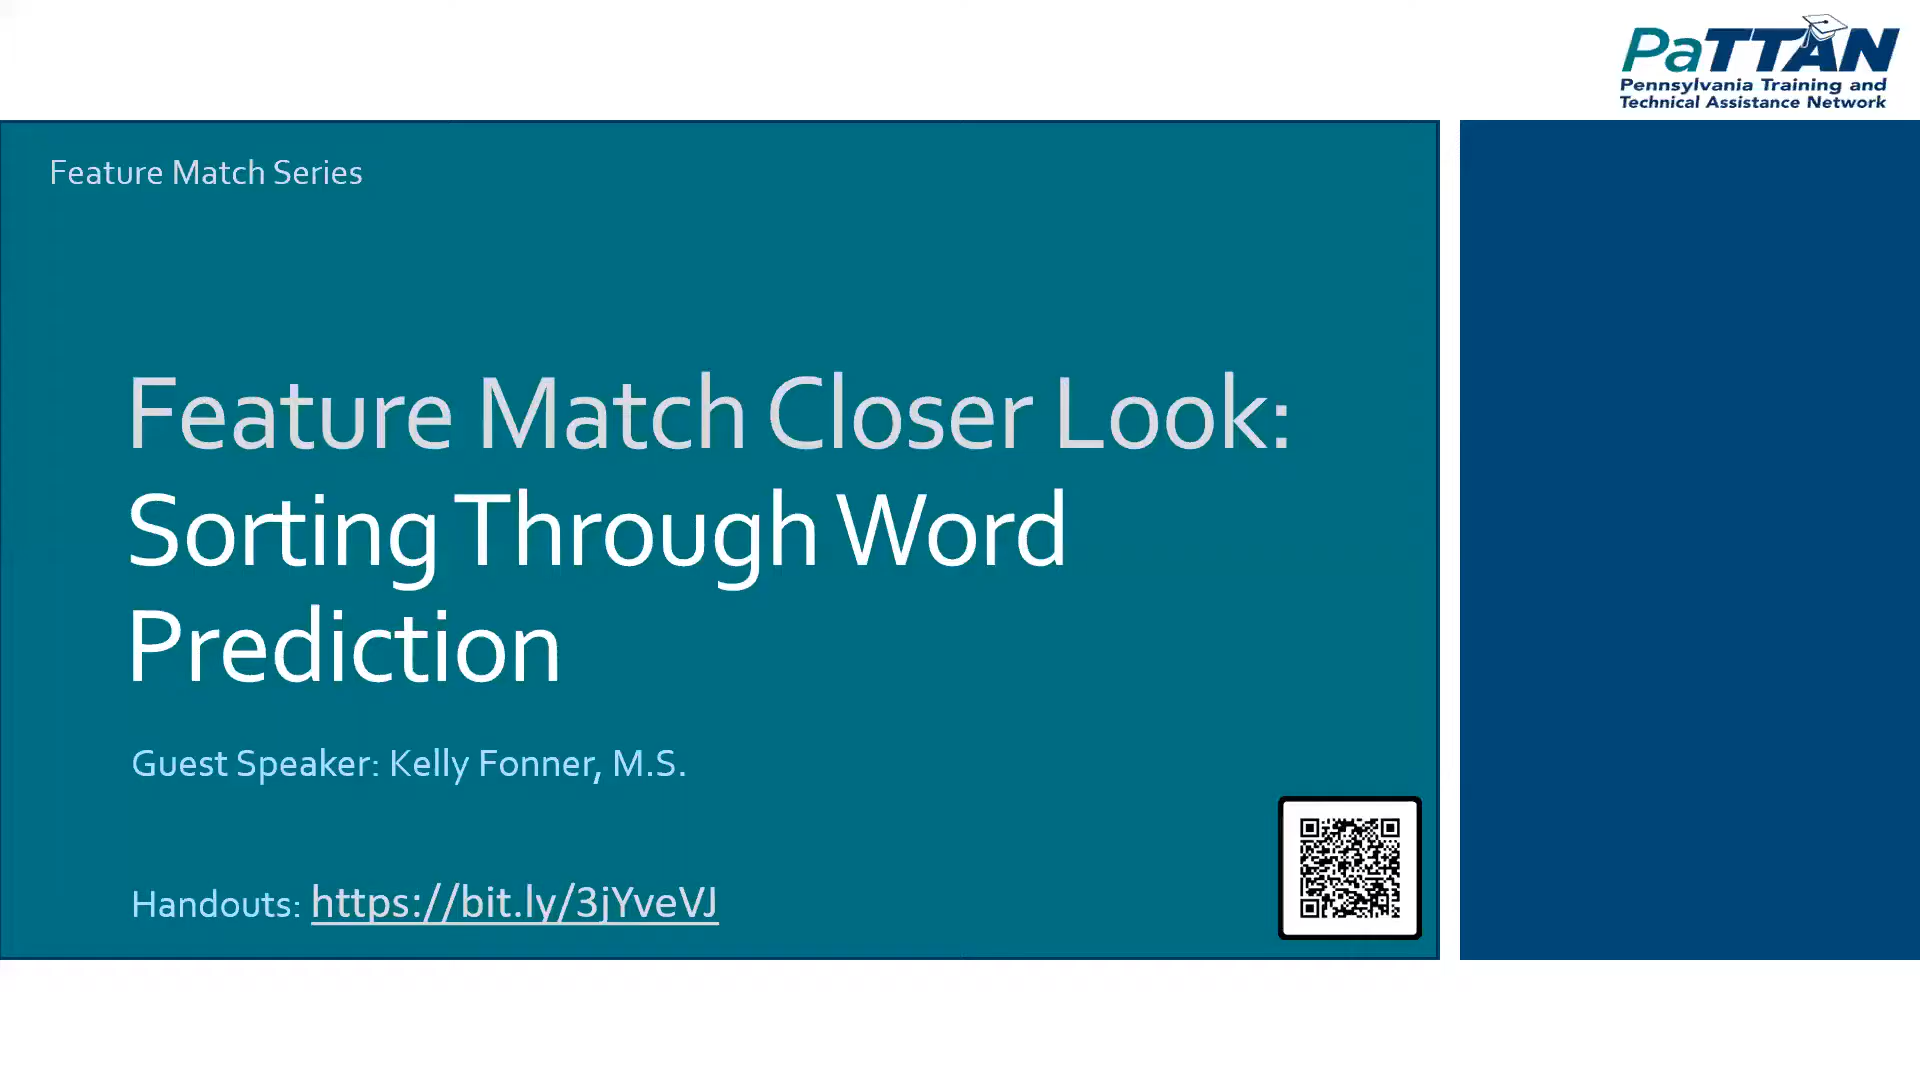 PaTTAN
Pennsylvania Training and
Technical Assistance Network
Feature Match Series
Feature Match Closer Look:
Sorting Through Word
Prediction
Guest Speaker: Kelly Fonner, M.S.
Handouts: https://bit.ly/3jYveVJ